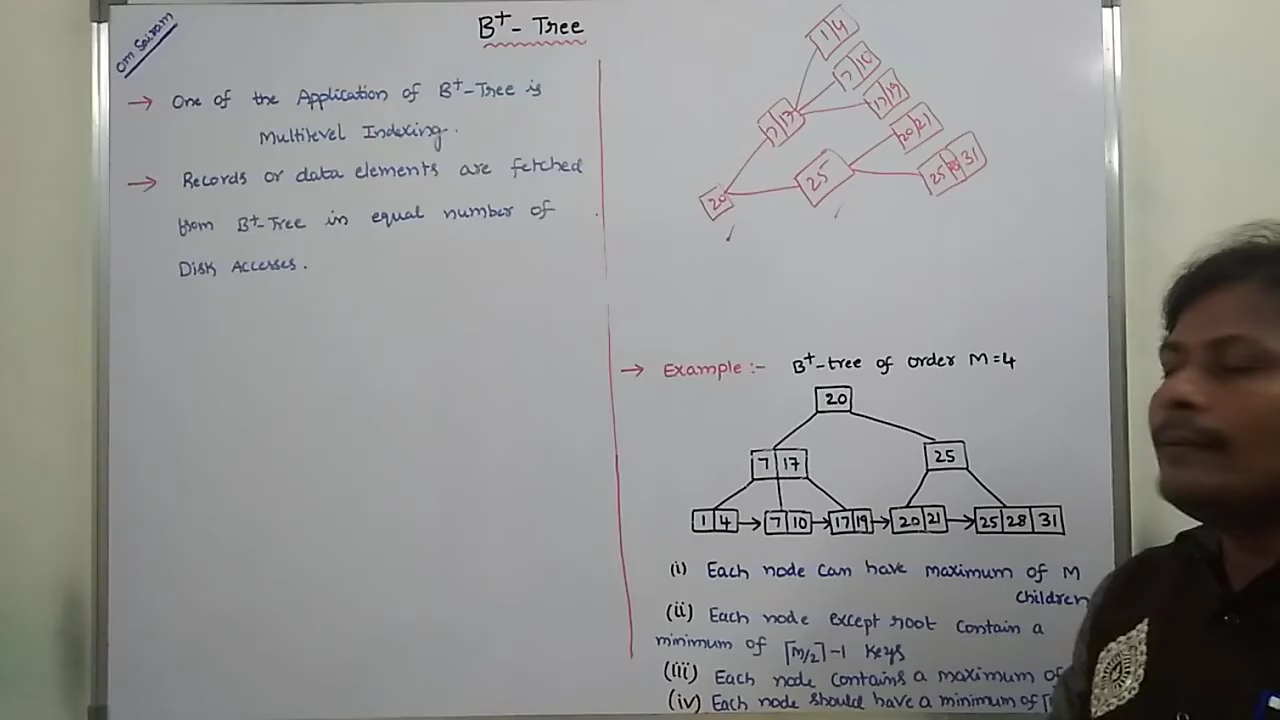 Om Sairam
B+- Tree
→ One of the Application of B+-Tree is
Multilevel Indexing.
→ Records or data elements are fetched
from B+-Tree in equal number of
Disk Accesses.
1 4
7 10
17 19
7 17
20 21
25
25 28 31
20
→ Example :- B+-tree of order M=4
20
7 17
25
1 4 → 7 10 → 17 19 → 20 21 → 25 28 31
(i) Each node can have maximum of M
children
(ii) Each node except root contain a
minimum of ⌈m/2⌉-1 keys
(iii) Each node contains a maximum of
(iv) Each node should have a minimum of ⌈